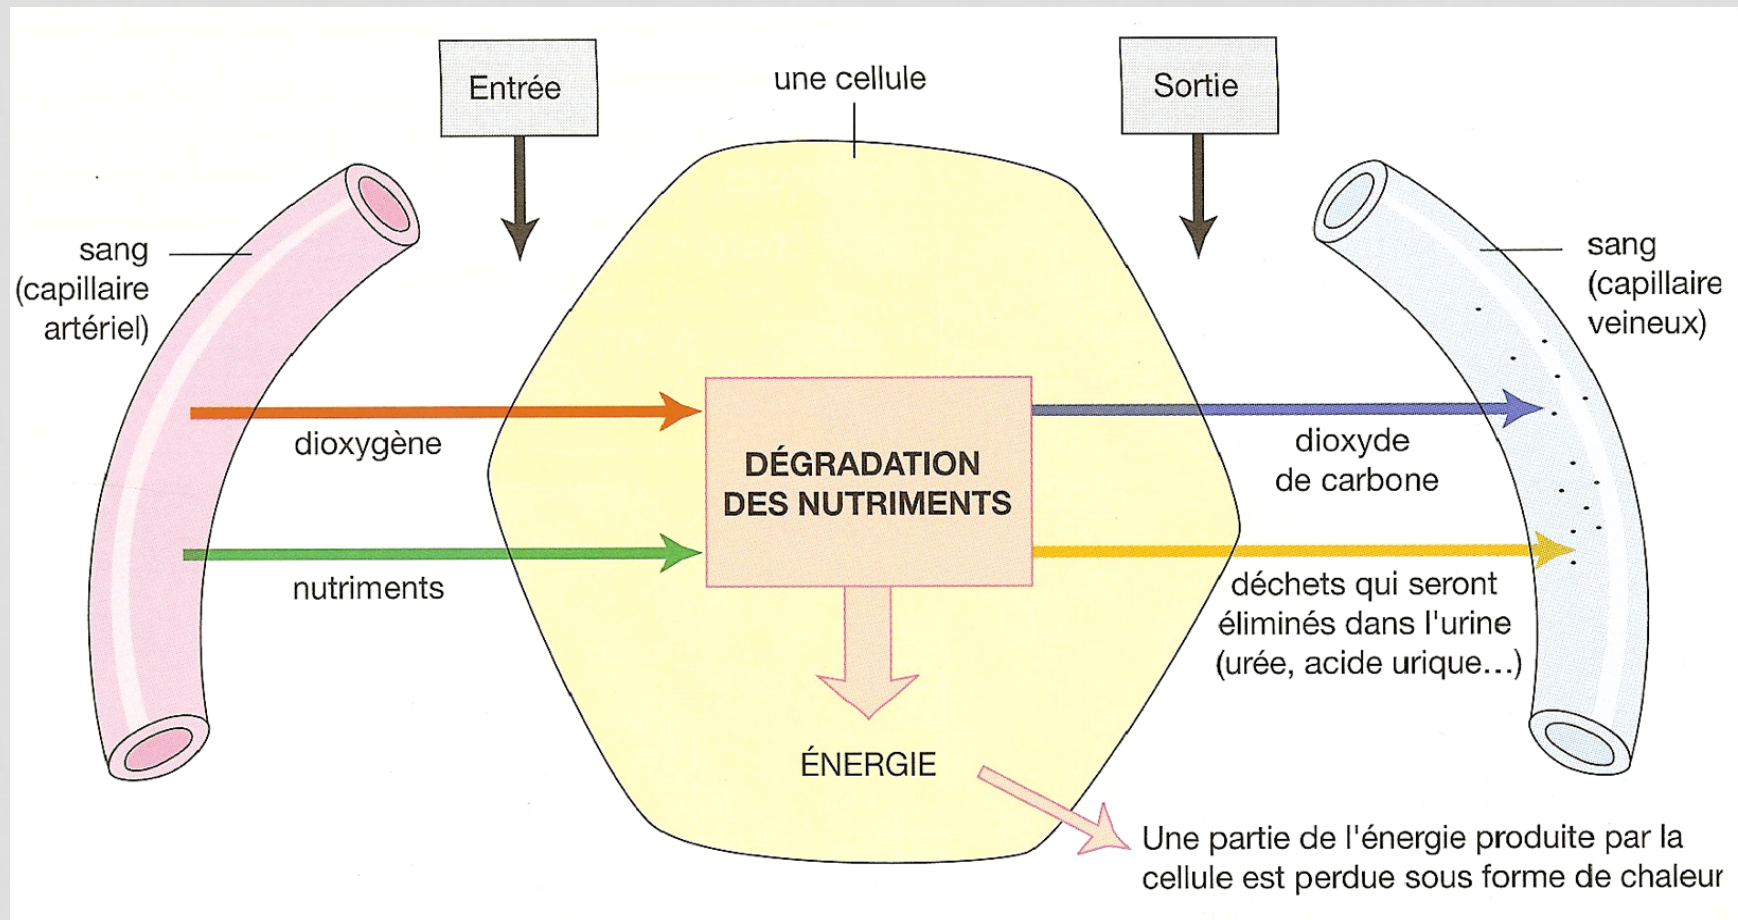 Entrée
une cellule
Sortie
sang
(capillaire
artériel)
sang
(capillaire
veineux)
dioxygène
nutriments
DÉGRADATION
DES NUTRIMENTS
dioxyde
de carbone
déchets qui seront
éliminés dans l'urine
(urée, acide urique...)
ÉNERGIE
Une partie de l'énergie produite par la
cellule est perdue sous forme de chaleur